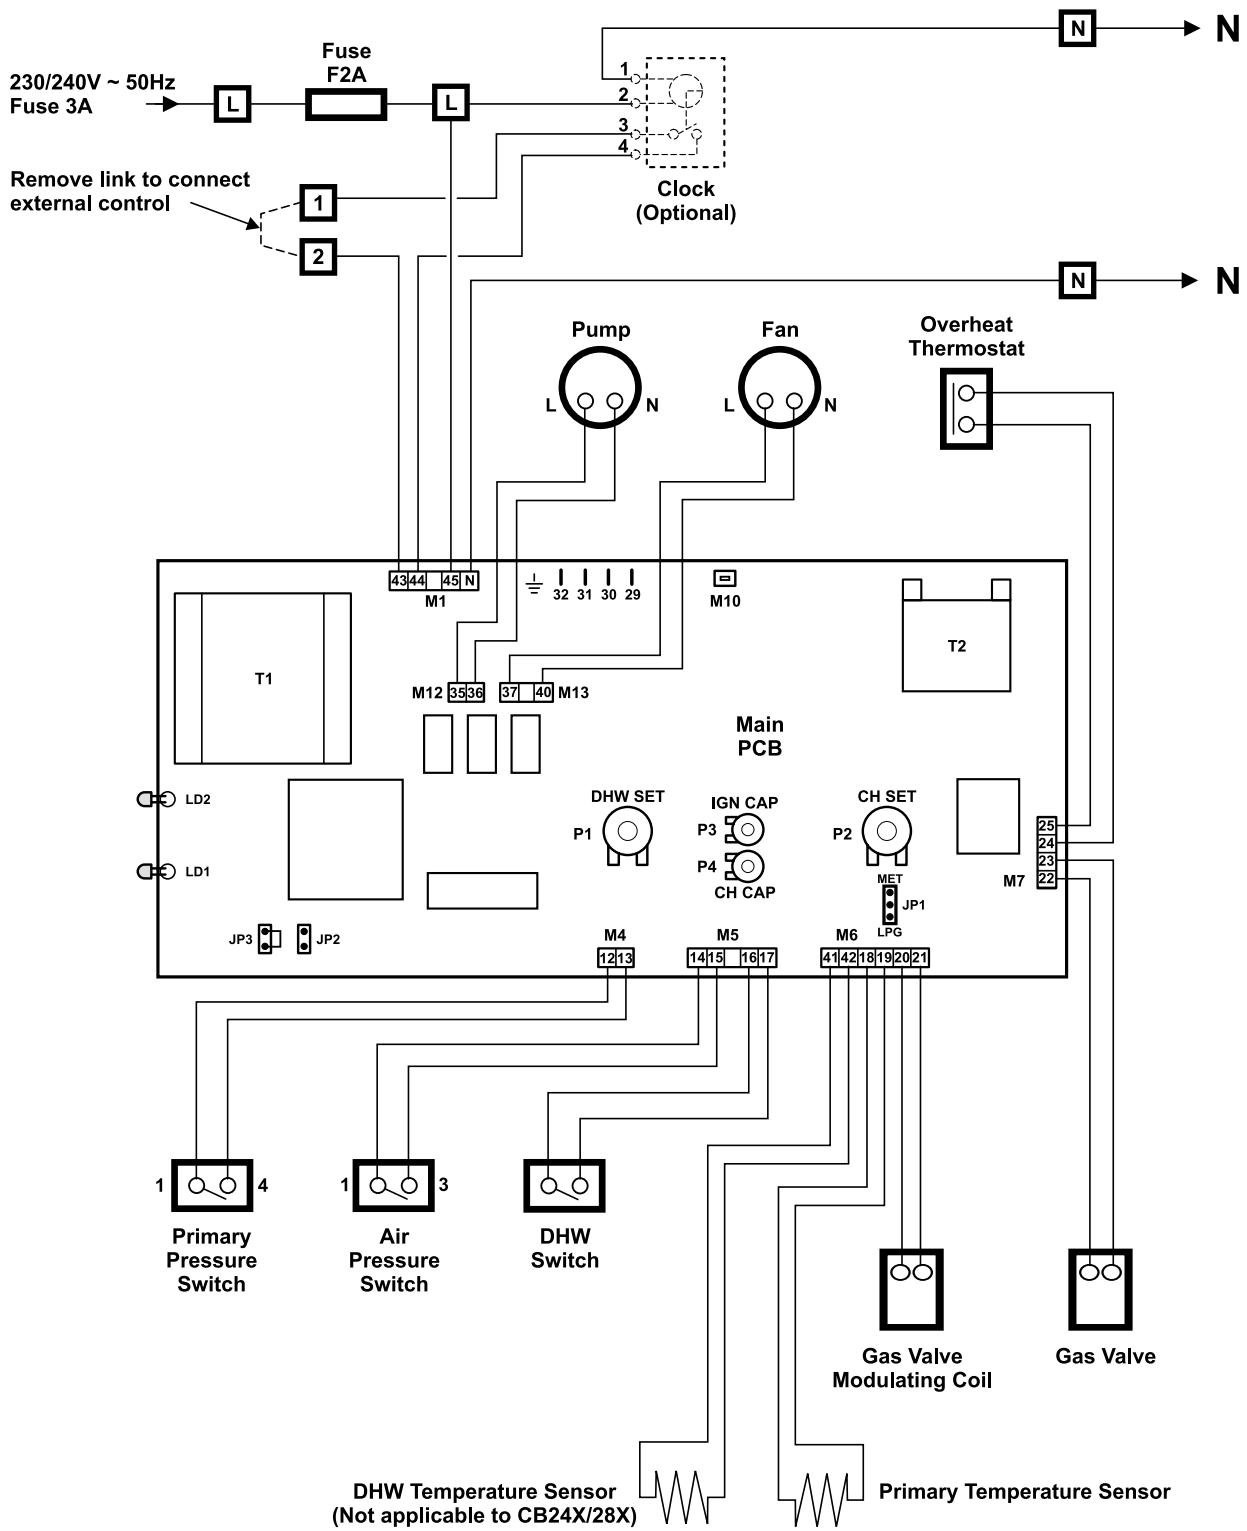 N N
Fuse
F2A
230/240V ~ 50Hz
Fuse 3A
L L
1
2
3
4
Clock
(Optional)
Remove link to connect
external control
1
2
N N
Pump
L N
Fan
L N
Overheat
Thermostat
43 44 45 N
M1
32 31 30 29
M10
T1
T2
M12 35 36
37 40 M13
Main
PCB
LD2
LD1
DHW SET
P1
IGN CAP
P3
P4
CH CAP
CH SET
P2
MET
JP1
LPG
25
24
23
22
M7
JP3 JP2
M4
12 13
M5
14 15 16 17
M6
41 42 18 19 20 21
1 4
Primary
Pressure
Switch
1 3
Air
Pressure
Switch
DHW
Switch
Gas Valve
Modulating Coil
Gas Valve
DHW Temperature Sensor
(Not applicable to CB24X/28X)
Primary Temperature Sensor